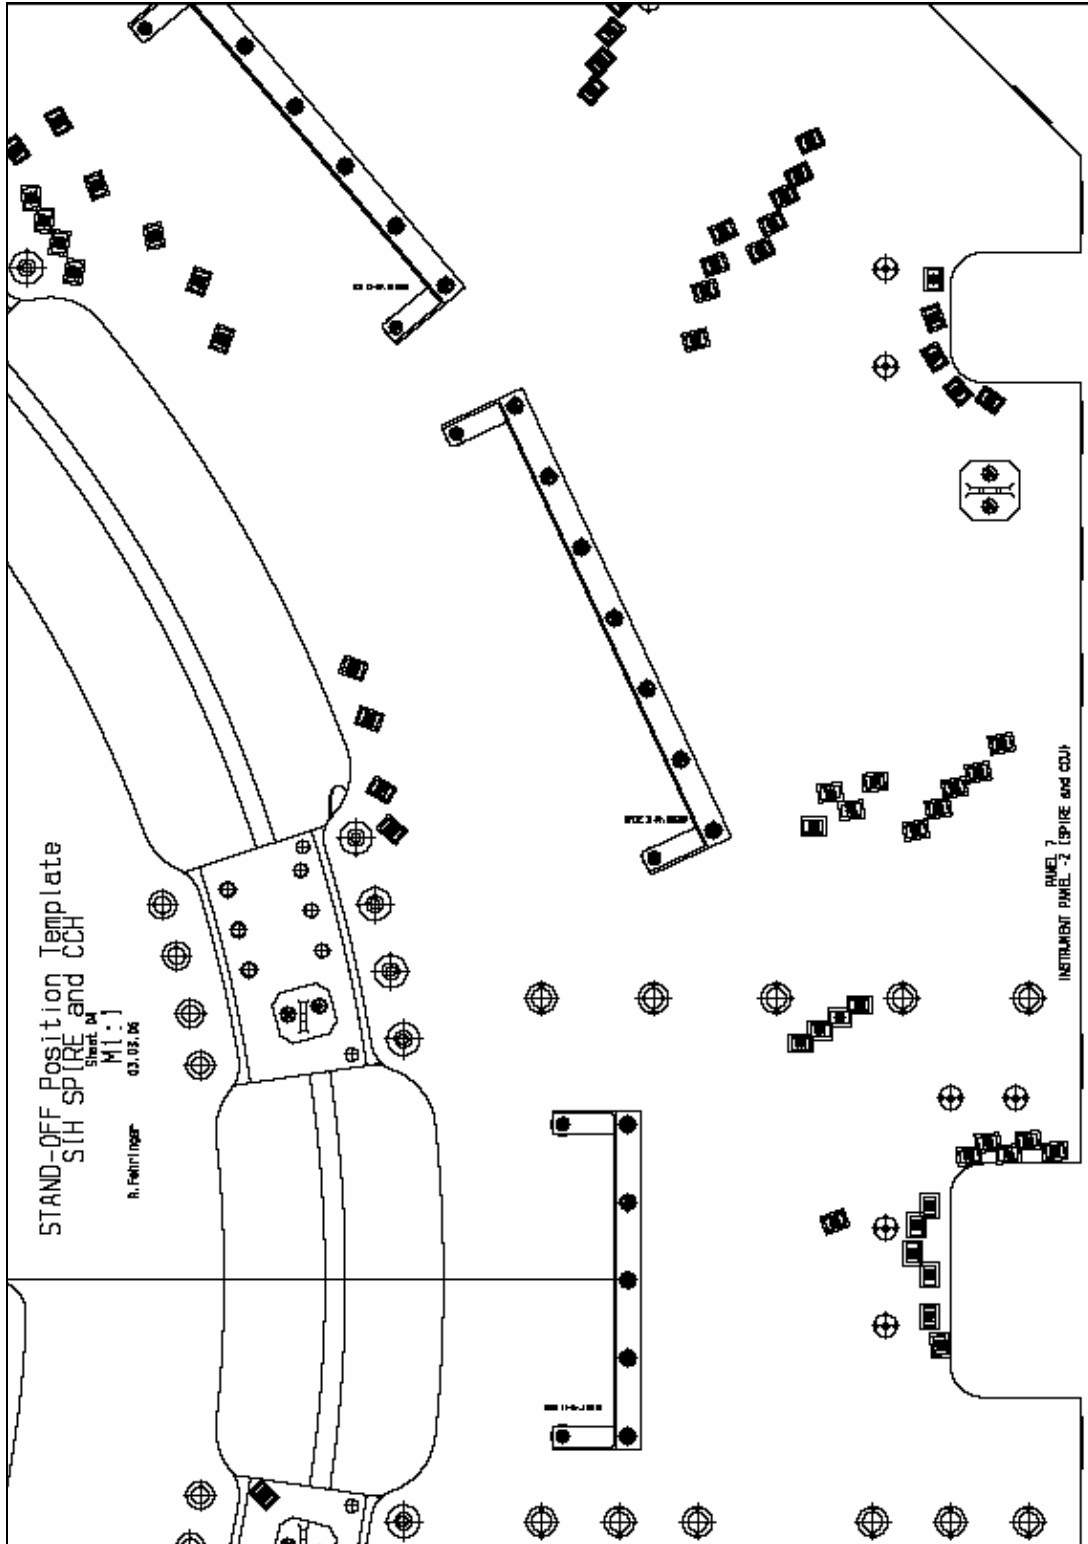 STAND-OFF Position Template
SIH SPIRE and CCH
Sheet 04
M1:1
03.03.06
A.Fehringer
PANEL 7
INSTRUMENT PANEL -2 (SPIRE and CCU)